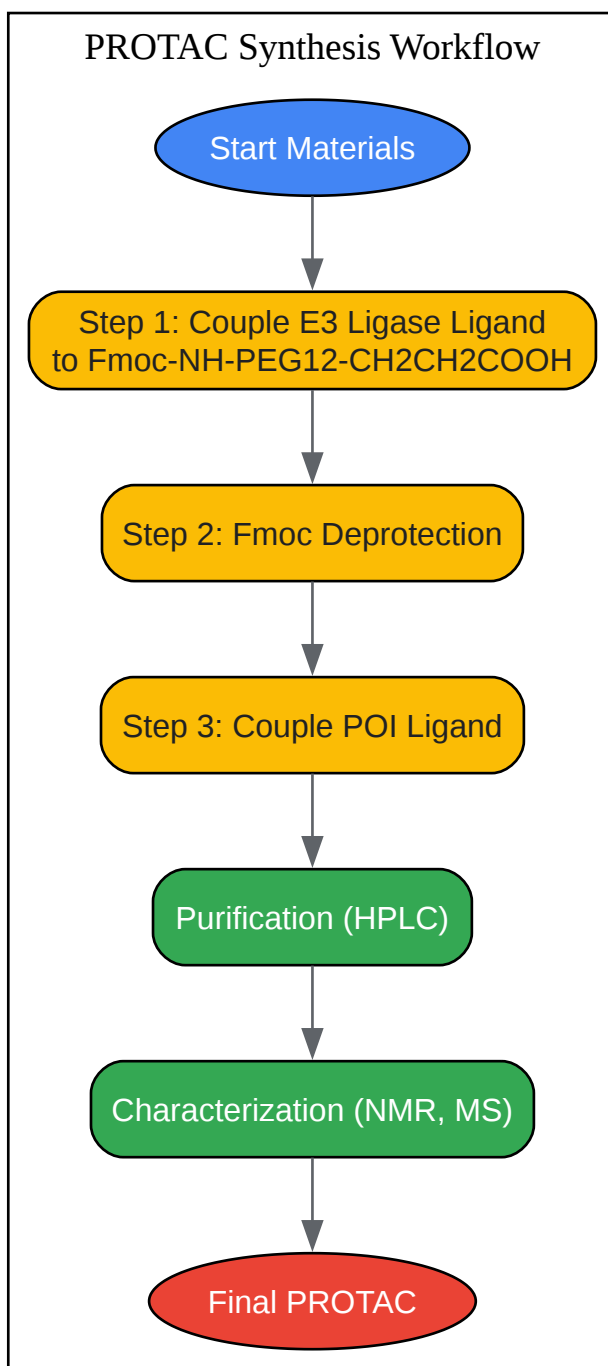 PROTAC Synthesis Workflow
Start Materials
Step 1: Couple E3 Ligase Ligand
to Fmoc-NH-PEG12-CH2CH2COOH
Step 2: Fmoc Deprotection
Step 3: Couple POI Ligand
Purification (HPLC)
Characterization (NMR, MS)
Final PROTAC